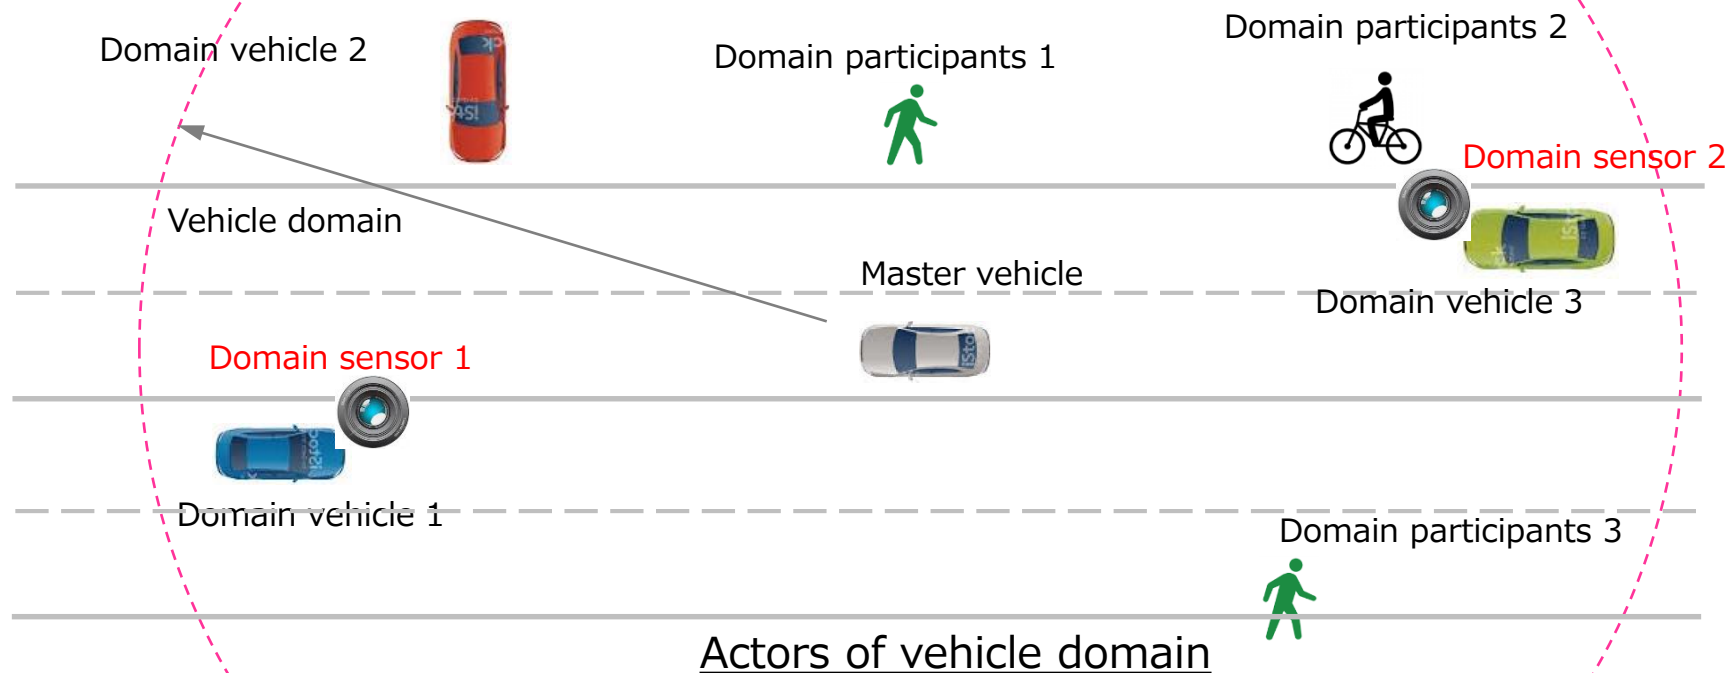 Domain vehicle 2
Domain participants 1
Domain participants 2
Domain sensor 2
Vehicle domain
Master vehicle
Domain vehicle 3
Domain sensor 1
Domain vehicle 1
Domain participants 3
Actors of vehicle domain